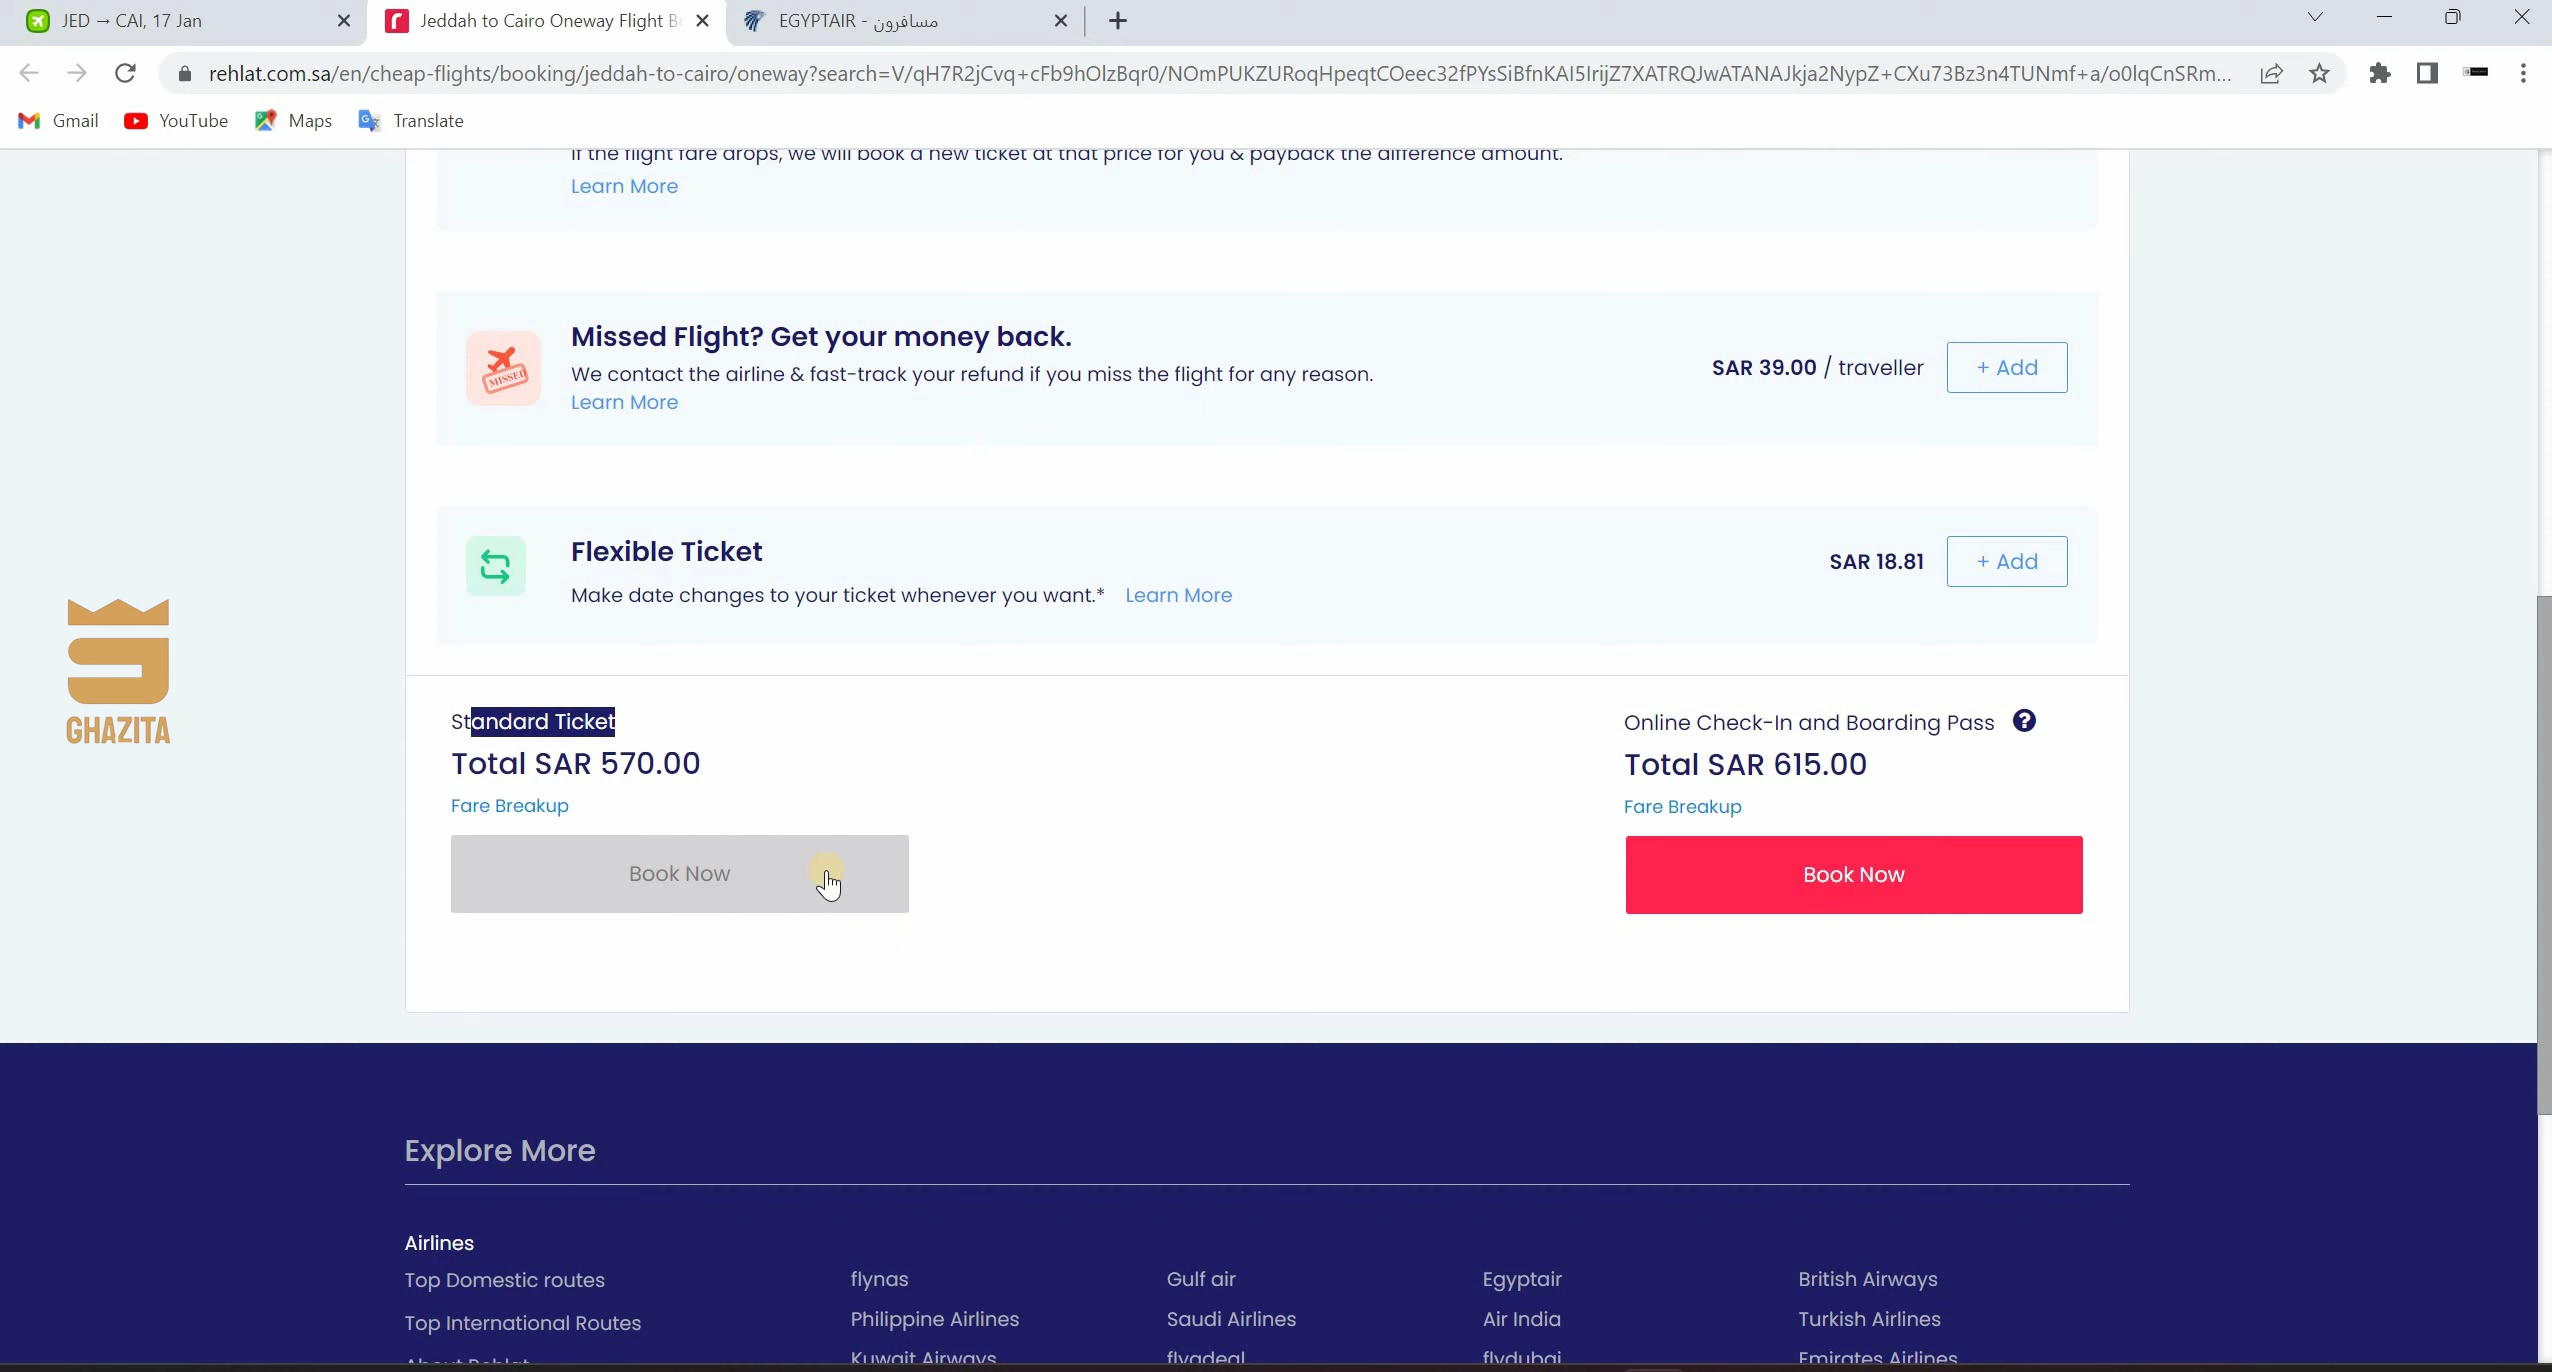 JED → CAI, 17 Jan
Jeddah to Cairo Oneway Flight B
EGYPTAIR - مسافرون
rehlat.com.sa/en/cheap-flights/booking/jeddah-to-cairo/oneway?search=V/qH7R2jCvq+cFb9hOlzBqr0/NOmPUKZURoqHpeqtCOeec32fPYsSiBfnKAI5IrijZ7XATRQJwATANAJkja2NypZ+CXu73Bz3n4TUNmf+a/o0lqCnSRm...
Gmail YouTube Maps Translate
If the flight fare drops, we will book a new ticket at that price for you & payback the difference amount.
Learn More
Missed Flight? Get your money back.
We contact the airline & fast-track your refund if you miss the flight for any reason.
Learn More
SAR 39.00 / traveller + Add
MISSED
Flexible Ticket
Make date changes to your ticket whenever you want.* Learn More
SAR 18.81 + Add
GHAZITA
Standard Ticket
Total SAR 570.00
Fare Breakup
Book Now
Online Check-In and Boarding Pass ?
Total SAR 615.00
Fare Breakup
Book Now
Explore More
Airlines
Top Domestic routes flynas Gulf air Egyptair British Airways
Top International Routes Philippine Airlines Saudi Airlines Air India Turkish Airlines
About Rehlat Kuwait Airways flyadeal flydubai Emirates Airlines